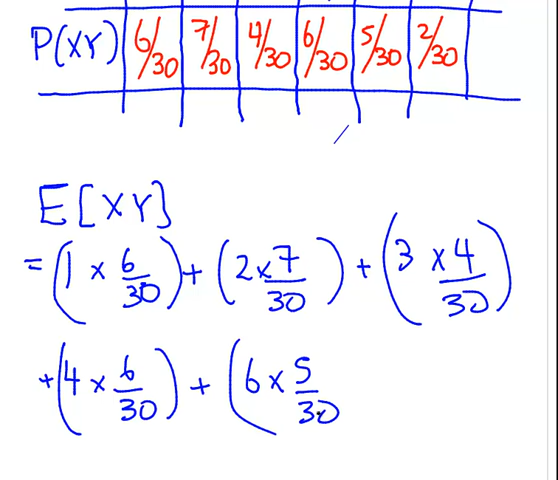 P(XY) 6/30 7/30 4/30 6/30 5/30 2/30
E[XY]
= (1 × 6/30) + (2 × 7/30) + (3 × 4/30)
+ (4 × 6/30) + (6 × 5/30